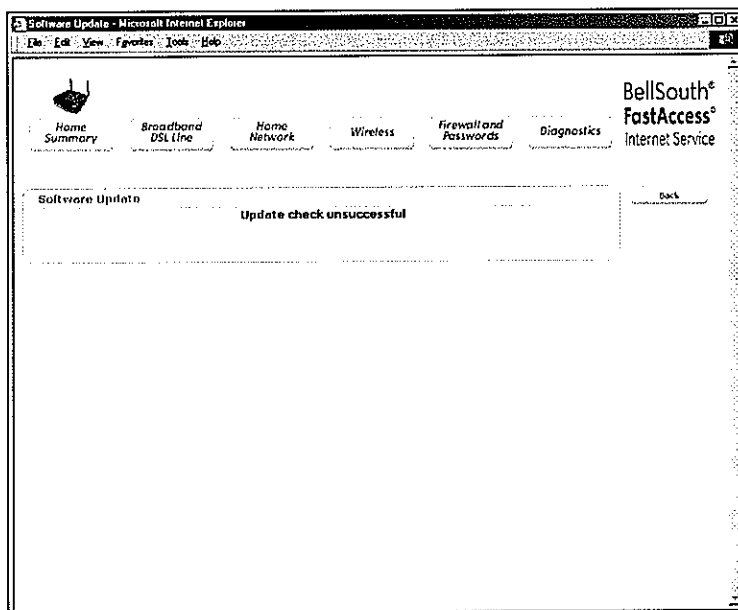 Software Update - Microsoft Internet Explorer
File Edit View Favorites Tools Help
BellSouth®
FastAccess®
Internet Service
Home Summary
Broadband DSL Line
Home Network
Wireless
Firewall and Passwords
Diagnostics
Software Update
Back
Update check unsuccessful